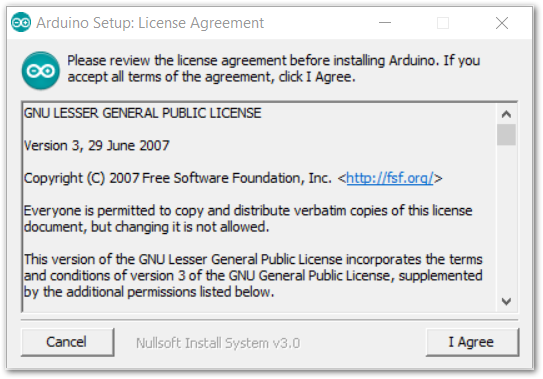 Arduino Setup: License Agreement
Please review the license agreement before installing Arduino. If you
accept all terms of the agreement, click I Agree.
GNU LESSER GENERAL PUBLIC LICENSE
Version 3, 29 June 2007
Copyright (C) 2007 Free Software Foundation, Inc. <http://fsf.org/>
Everyone is permitted to copy and distribute verbatim copies of this license
document, but changing it is not allowed.
This version of the GNU Lesser General Public License incorporates the terms
and conditions of version 3 of the GNU General Public License, supplemented
by the additional permissions listed below.
Cancel
Nullsoft Install System v3.0
I Agree